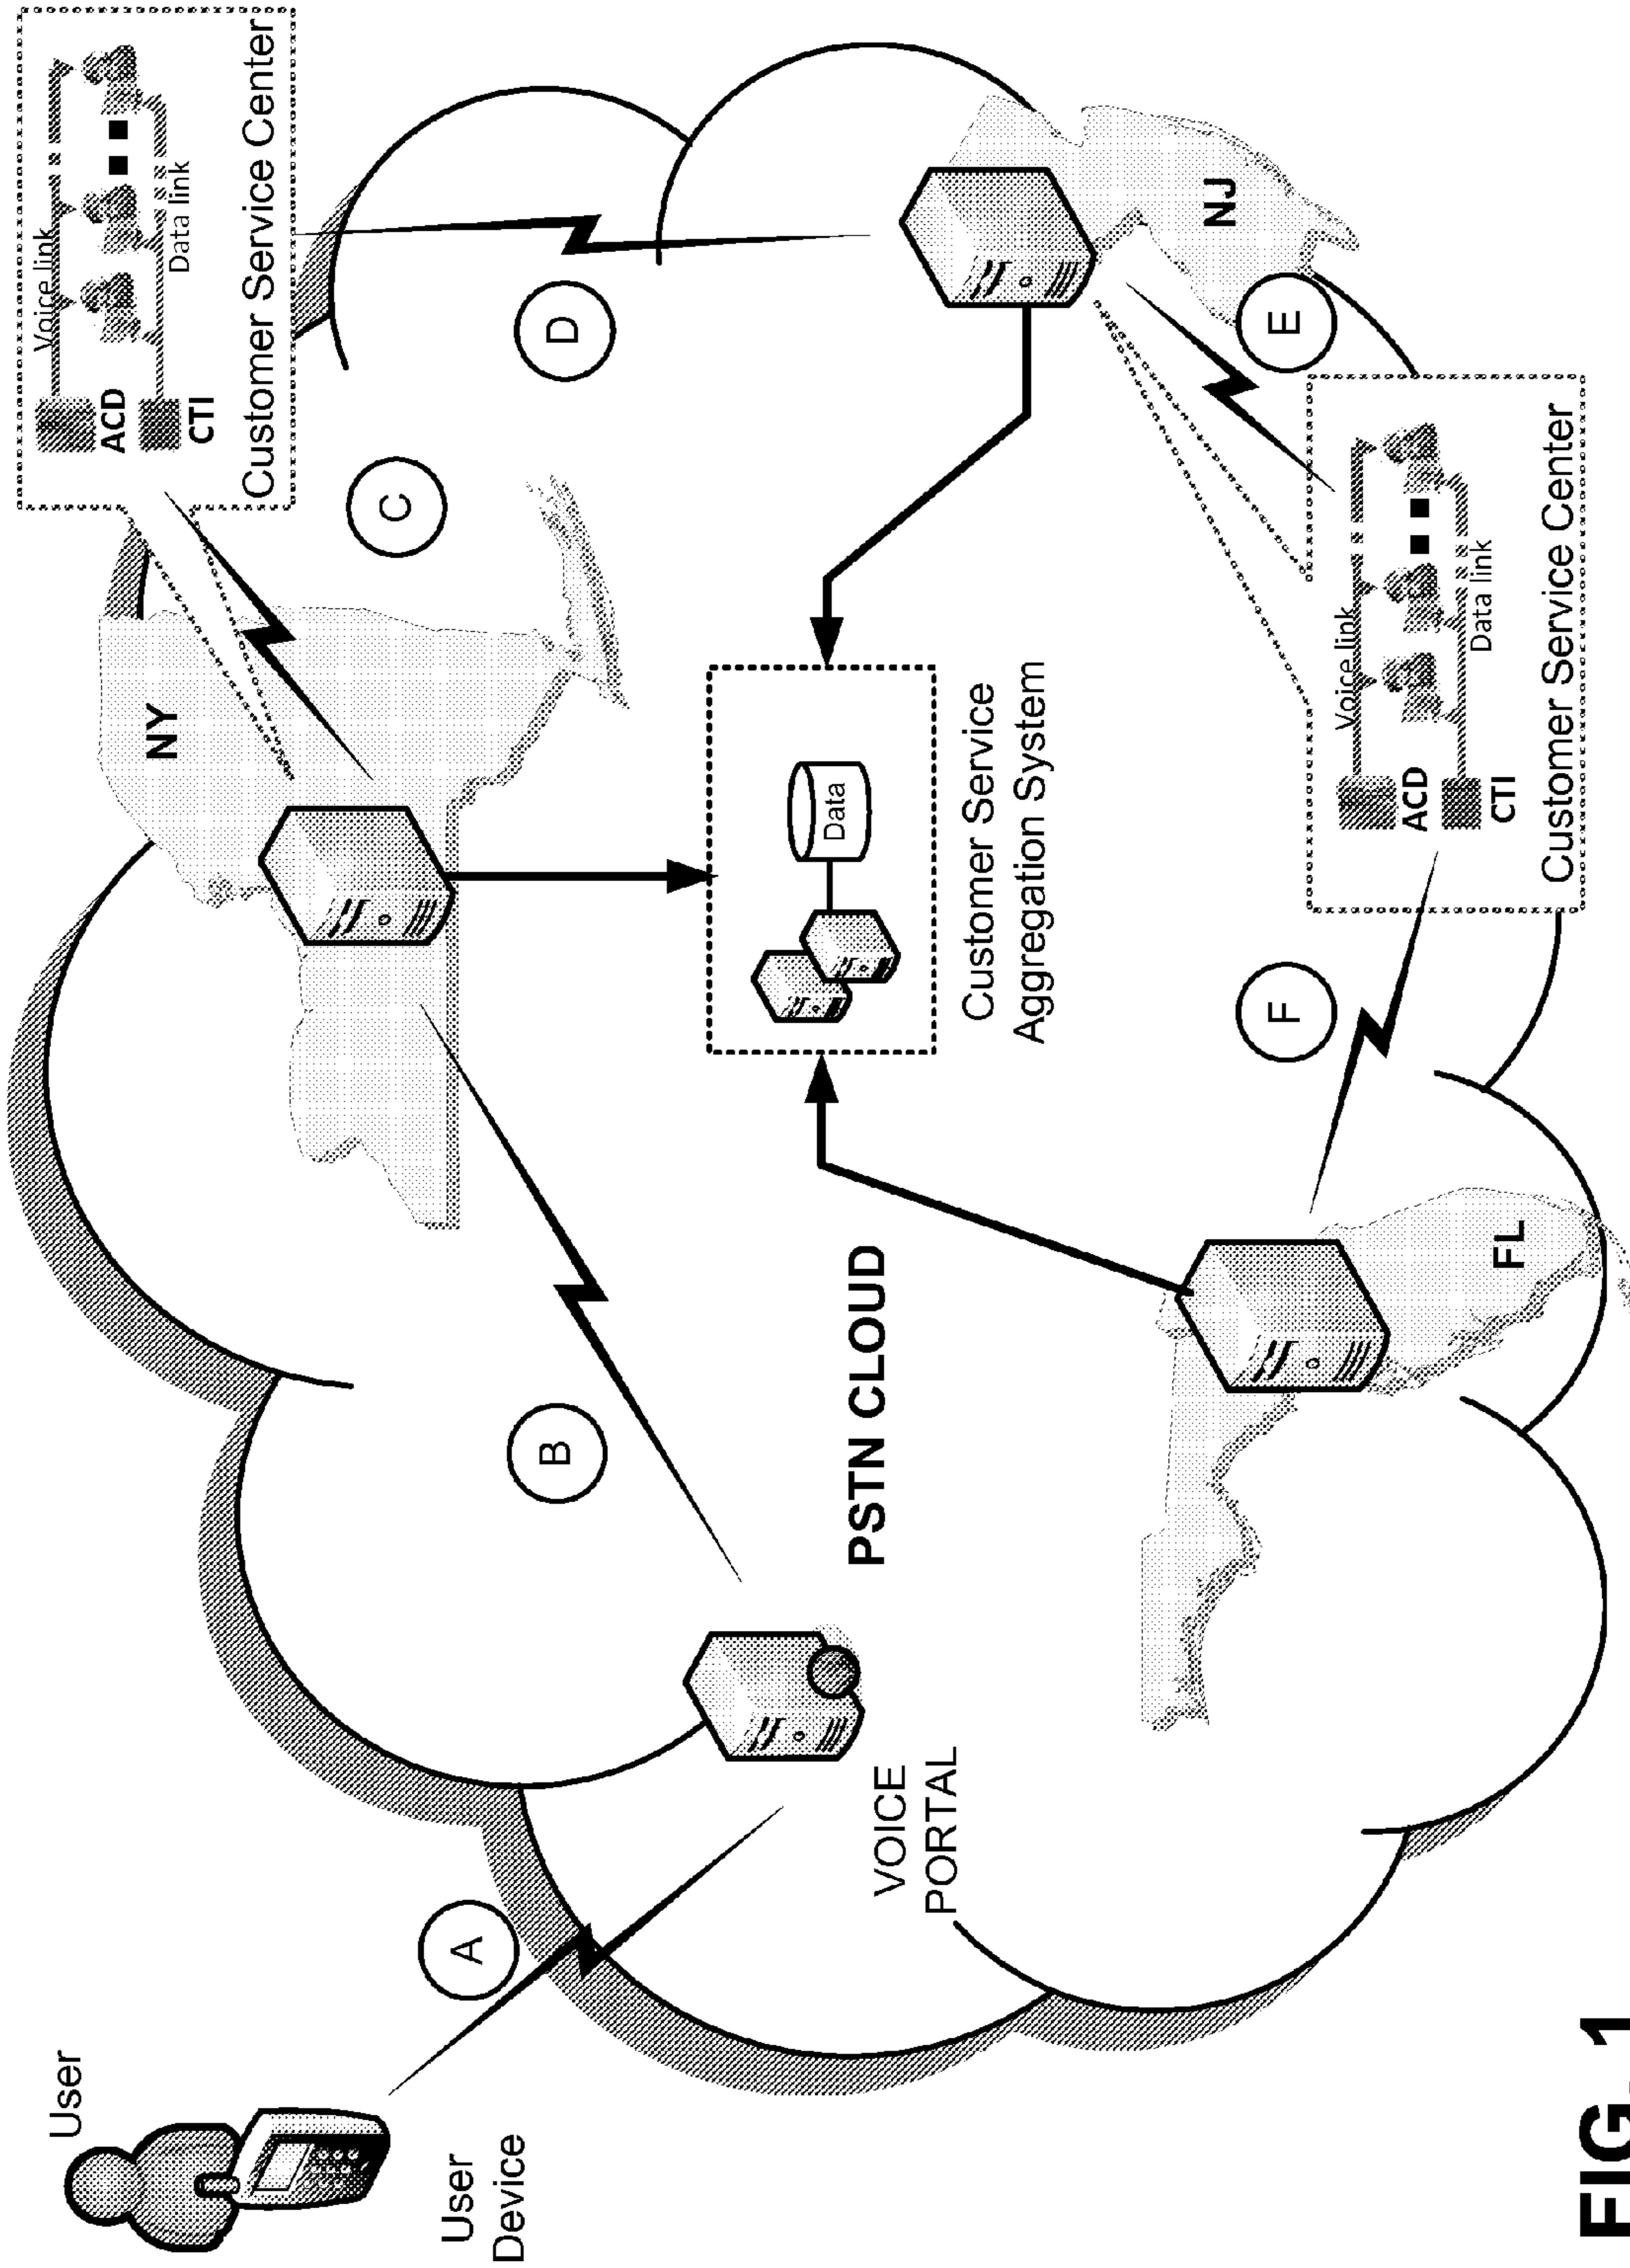 User
User
Device
A
VOICE
PORTAL
B
PSTN CLOUD
NY
C
D
Voice link
ACD
CTI
Data link
Customer Service Center
Data
Customer Service
Aggregation System
NJ
E
Voice link
ACD
CTI
Data link
Customer Service Center
F
FL
FIG. 1